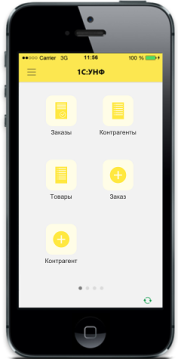 Carrier 3G 11:56 100 %
1С:УНФ
Заказы Контрагенты
Товары Заказ
Контрагент